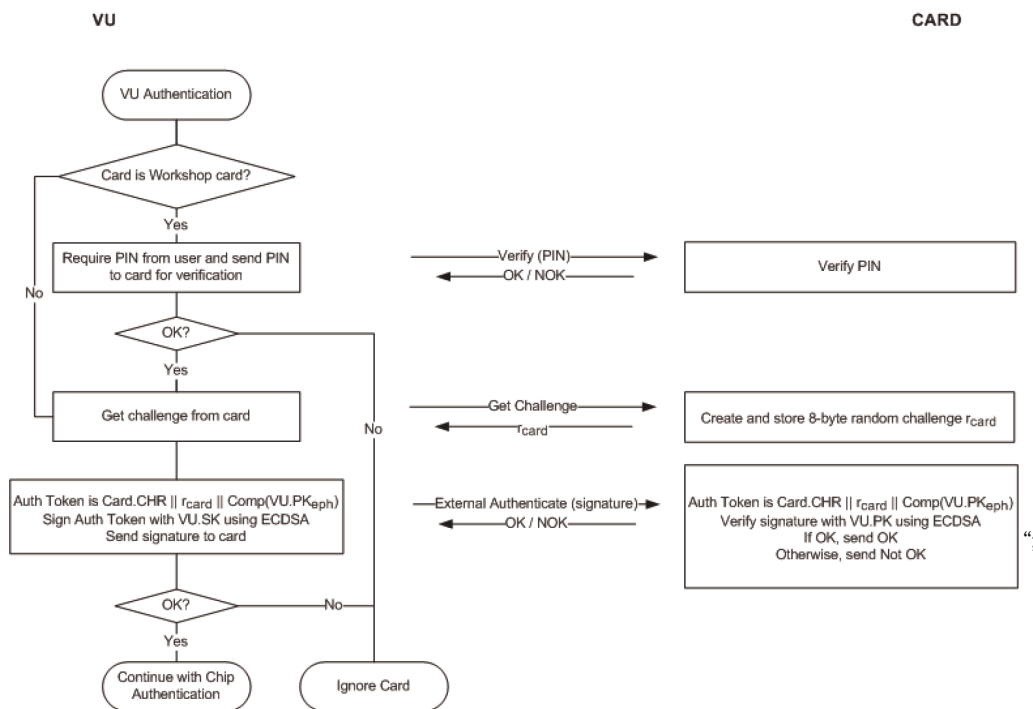 VU
CARD
VU Authentication
Card is Workshop card?
Yes
Require PIN from user and send PIN
to card for verification
Verify (PIN)
OK / NOK
Verify PIN
No
OK?
Yes
Get challenge from card
No
Get Challenge
rcard
Create and store 8-byte random challenge rcard
Auth Token is Card.CHR || rcard || Comp(VU.PKeph)
Sign Auth Token with VU.SK using ECDSA
Send signature to card
External Authenticate (signature)
OK / NOK
Auth Token is Card.CHR || rcard || Comp(VU.PKeph)
Verify signature with VU.PK using ECDSA
If OK, send OK
Otherwise, send Not OK
OK?
No
Yes
Continue with Chip
Authentication
Ignore Card